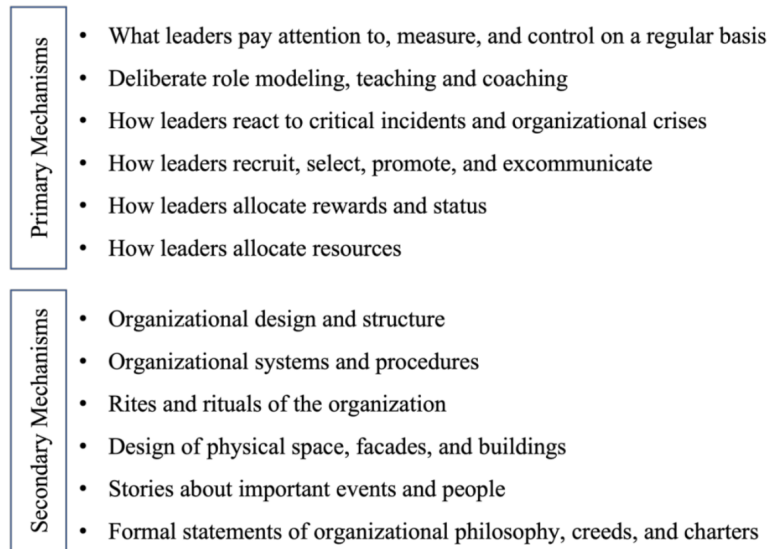 Primary Mechanisms
• What leaders pay attention to, measure, and control on a regular basis
• Deliberate role modeling, teaching and coaching
• How leaders react to critical incidents and organizational crises
• How leaders recruit, select, promote, and excommunicate
• How leaders allocate rewards and status
• How leaders allocate resources
Secondary Mechanisms
• Organizational design and structure
• Organizational systems and procedures
• Rites and rituals of the organization
• Design of physical space, facades, and buildings
• Stories about important events and people
• Formal statements of organizational philosophy, creeds, and charters